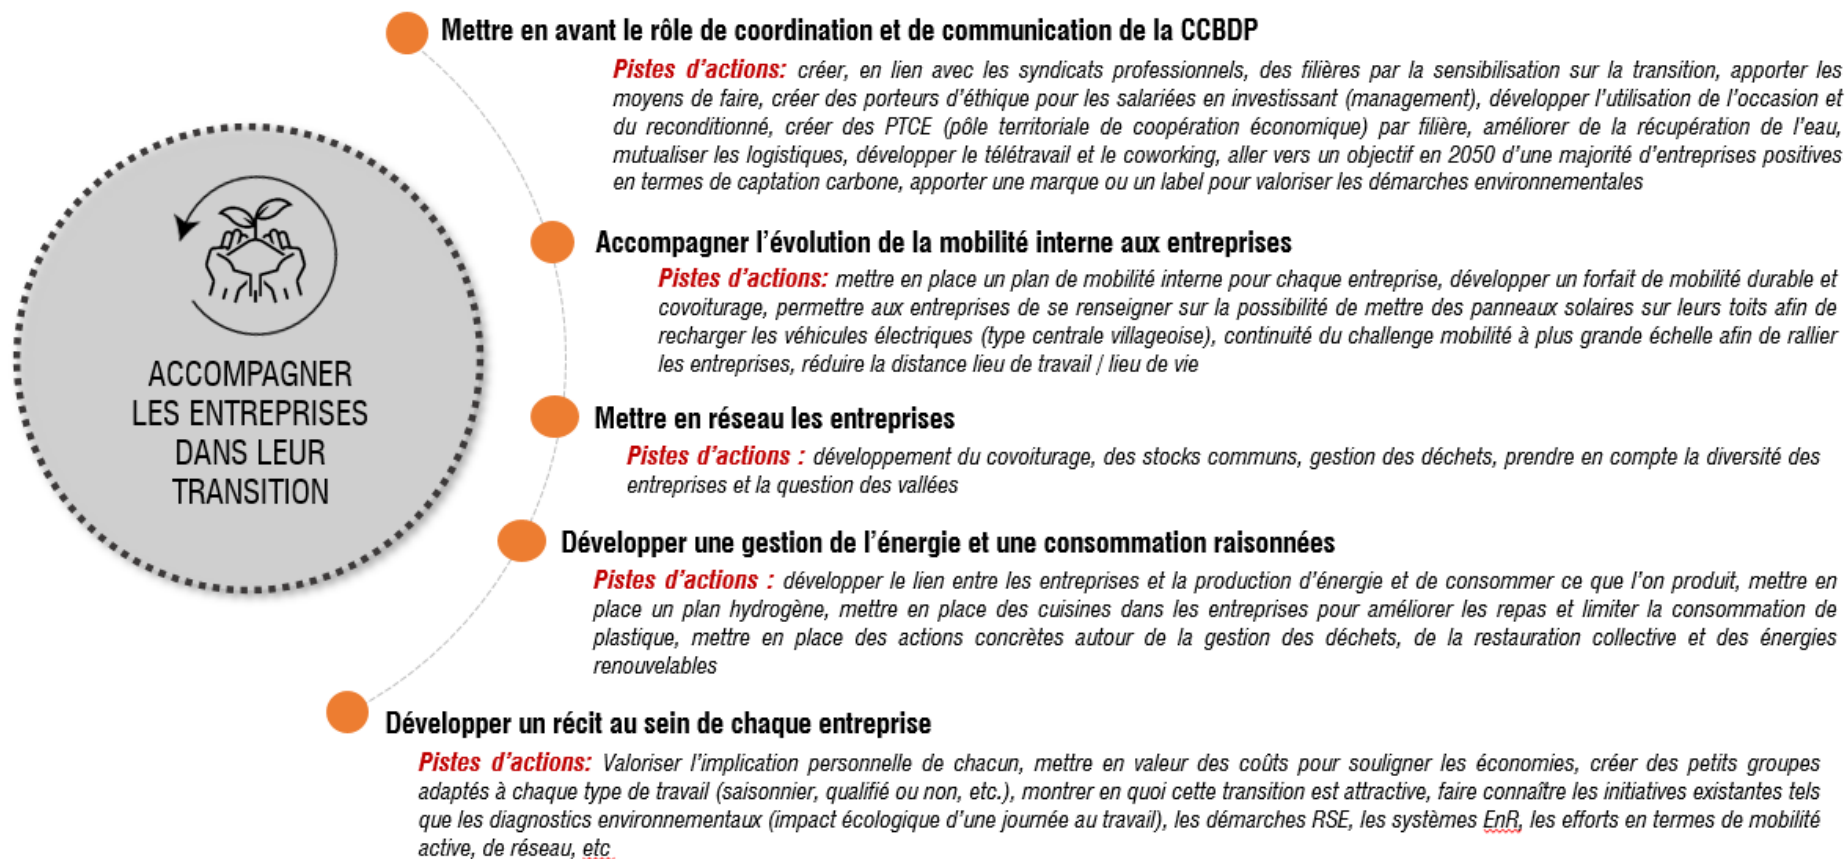 ACCOMPAGNER
LES ENTREPRISES
DANS LEUR
TRANSITION
Mettre en avant le rôle de coordination et de communication de la CCBDP
Pistes d’actions: créer, en lien avec les syndicats professionnels, des filières par la sensibilisation sur la transition, apporter les
moyens de faire, créer des porteurs d’éthique pour les salariées en investissant (management), développer l’utilisation de l’occasion et
du reconditionné, créer des PTCE (pôle territoriale de coopération économique) par filière, améliorer de la récupération de l’eau,
mutualiser les logistiques, développer le télétravail et le coworking, aller vers un objectif en 2050 d’une majorité d’entreprises positives
en termes de captation carbone, apporter une marque ou un label pour valoriser les démarches environnementales
Accompagner l’évolution de la mobilité interne aux entreprises
Pistes d’actions: mettre en place un plan de mobilité interne pour chaque entreprise, développer un forfait de mobilité durable et
covoiturage, permettre aux entreprises de se renseigner sur la possibilité de mettre des panneaux solaires sur leurs toits afin de
recharger les véhicules électriques (type centrale villageoise), continuité du challenge mobilité à plus grande échelle afin de rallier
les entreprises, réduire la distance lieu de travail / lieu de vie
Mettre en réseau les entreprises
Pistes d’actions : développement du covoiturage, des stocks communs, gestion des déchets, prendre en compte la diversité des
entreprises et la question des vallées
Développer une gestion de l’énergie et une consommation raisonnées
Pistes d’actions : développer le lien entre les entreprises et la production d’énergie et de consommer ce que l’on produit, mettre en
place un plan hydrogène, mettre en place des cuisines dans les entreprises pour améliorer les repas et limiter la consommation de
plastique, mettre en place des actions concrètes autour de la gestion des déchets, de la restauration collective et des énergies
renouvelables
Développer un récit au sein de chaque entreprise
Pistes d’actions: Valoriser l’implication personnelle de chacun, mettre en valeur des coûts pour souligner les économies, créer des petits groupes
adaptés à chaque type de travail (saisonnier, qualifié ou non, etc.), montrer en quoi cette transition est attractive, faire connaître les initiatives existantes tels
que les diagnostics environnementaux (impact écologique d’une journée au travail), les démarches RSE, les systèmes EnR, les efforts en termes de mobilité
active, de réseau, etc